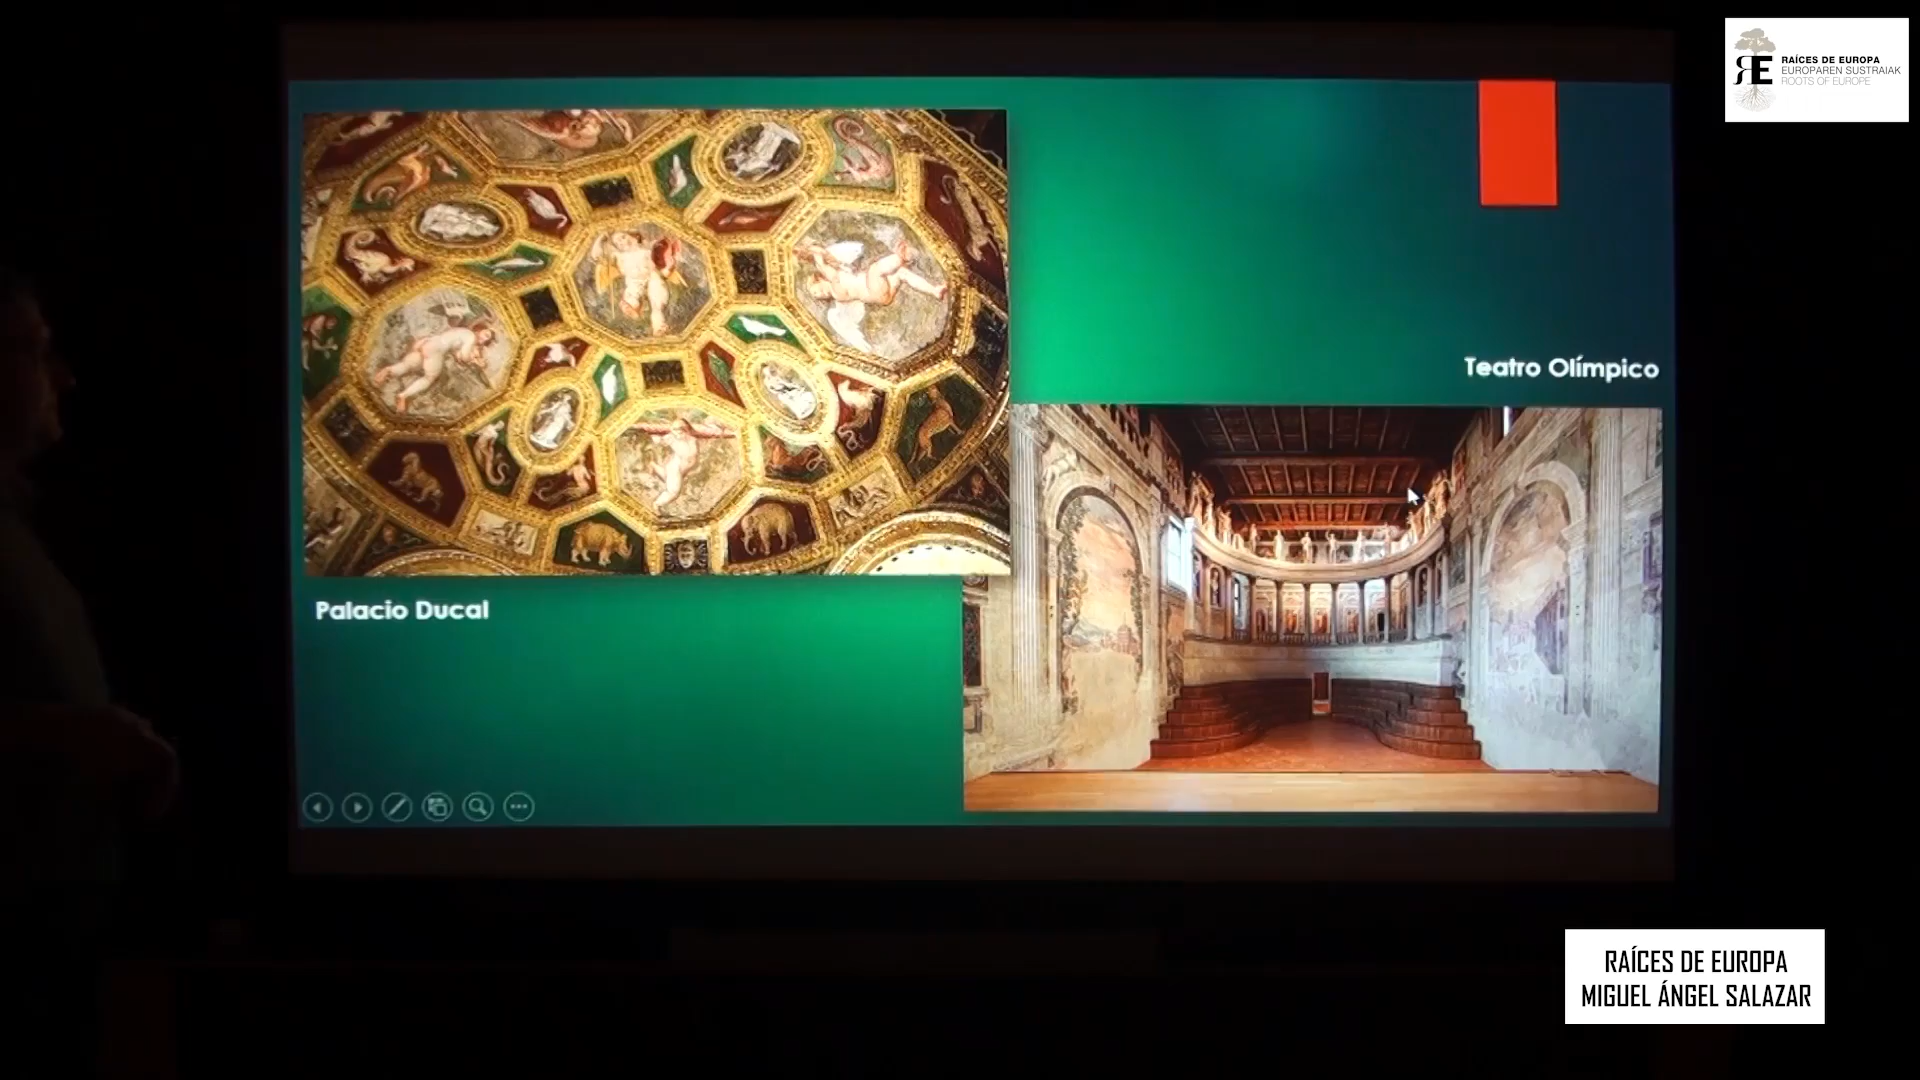 RAÍCES DE EUROPA
EUROPAREN SUSTRAIAK
ROOTS OF EUROPE
Teatro Olímpico
Palacio Ducal
RAÍCES DE EUROPA
MIGUEL ÁNGEL SALAZAR